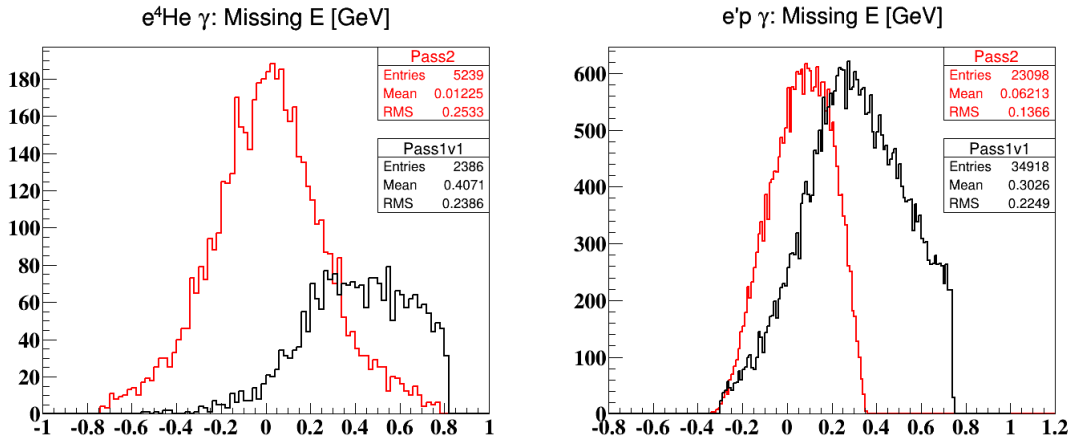 e⁴He γ: Missing E [GeV]
Pass2
Entries 5239
Mean 0.01225
RMS 0.2533
Pass1v1
Entries 2386
Mean 0.4071
RMS 0.2386
180
160
140
120
100
80
60
40
20
0
-1 -0.8 -0.6 -0.4 -0.2 0 0.2 0.4 0.6 0.8 1
e'p γ: Missing E [GeV]
Pass2
Entries 23098
Mean 0.06213
RMS 0.1366
Pass1v1
Entries 34918
Mean 0.3026
RMS 0.2249
600
500
400
300
200
100
0
-0.8 -0.6 -0.4 -0.2 0 0.2 0.4 0.6 0.8 1 1.2